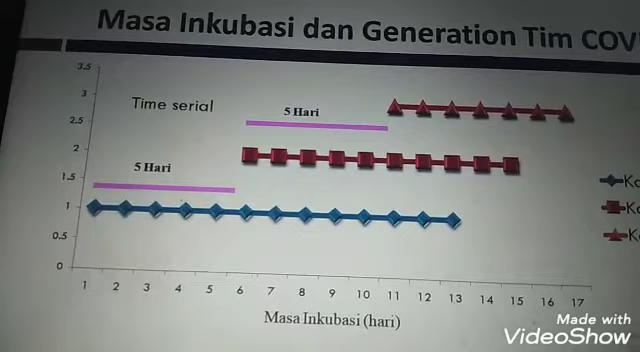 Masa Inkubasi dan Generation Tim COV
3.5
3
2.5
2
1.5
1
0.5
0
Time serial
5 Hari
5 Hari
1 2 3 4 5 6 7 8 9 10 11 12 13 14 15 16 17
Masa Inkubasi (hari)
Made with
VideoShow